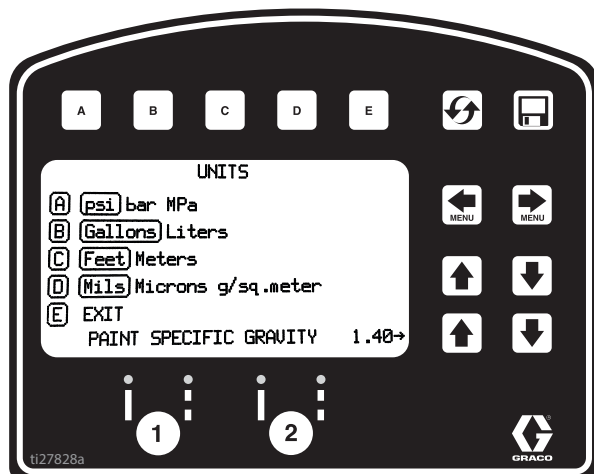 A B C D E
UNITS
A psi bar MPa
B Gallons Liters
C Feet Meters
D Mils Microns g/sq.meter
E EXIT
PAINT SPECIFIC GRAVITY 1.40→
MENU MENU
1 2
ti27828a
GRACO